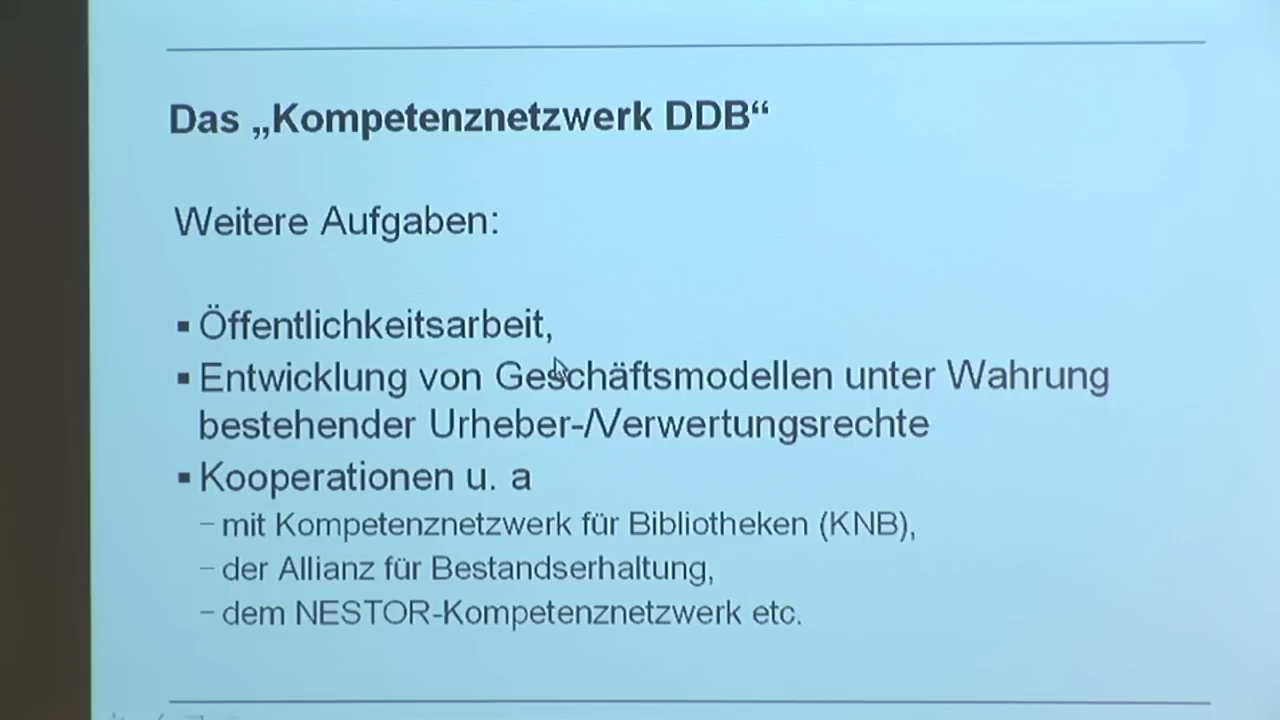 Das „Kompetenznetzwerk DDB“
Weitere Aufgaben:
▪ Öffentlichkeitsarbeit,
▪ Entwicklung von Geschäftsmodellen unter Wahrung
bestehender Urheber-/Verwertungsrechte
▪ Kooperationen u. a
– mit Kompetenznetzwerk für Bibliotheken (KNB),
– der Allianz für Bestandserhaltung,
– dem NESTOR-Kompetenznetzwerk etc.